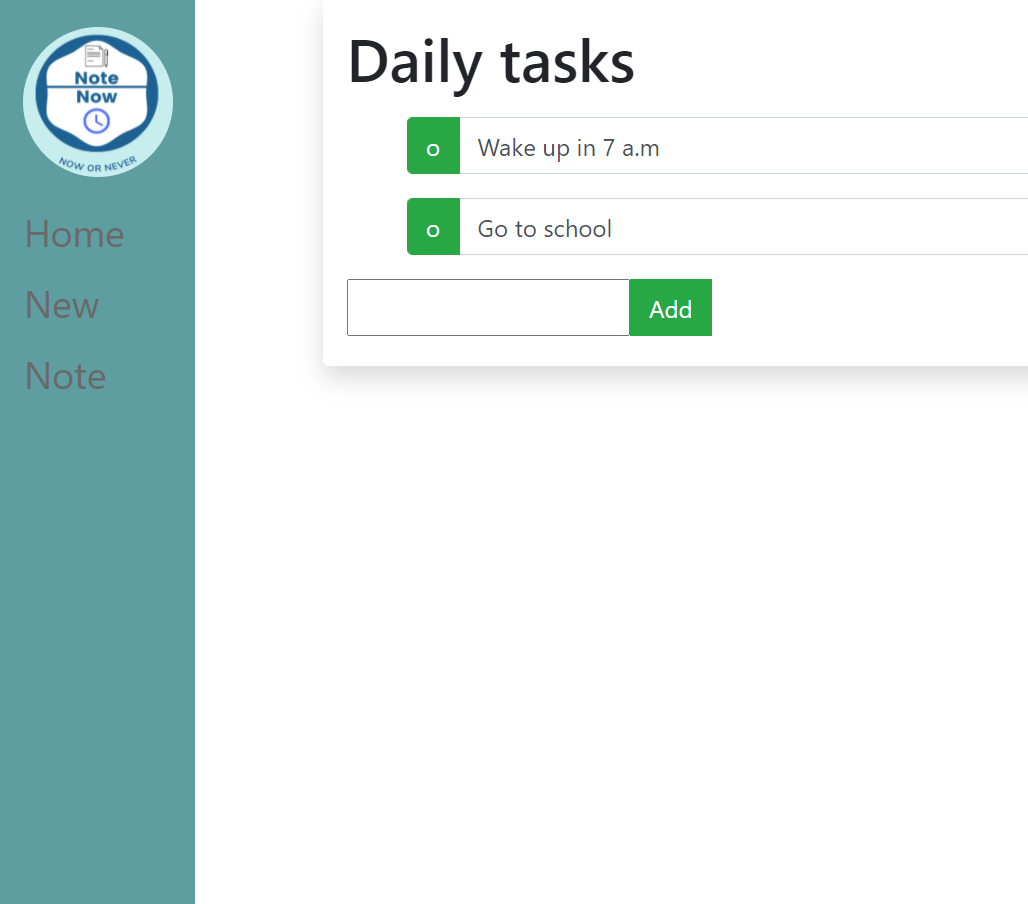 Note
Now
NOW OR NEVER
Home
New
Note
Daily tasks
o Wake up in 7 a.m
o Go to school
Add